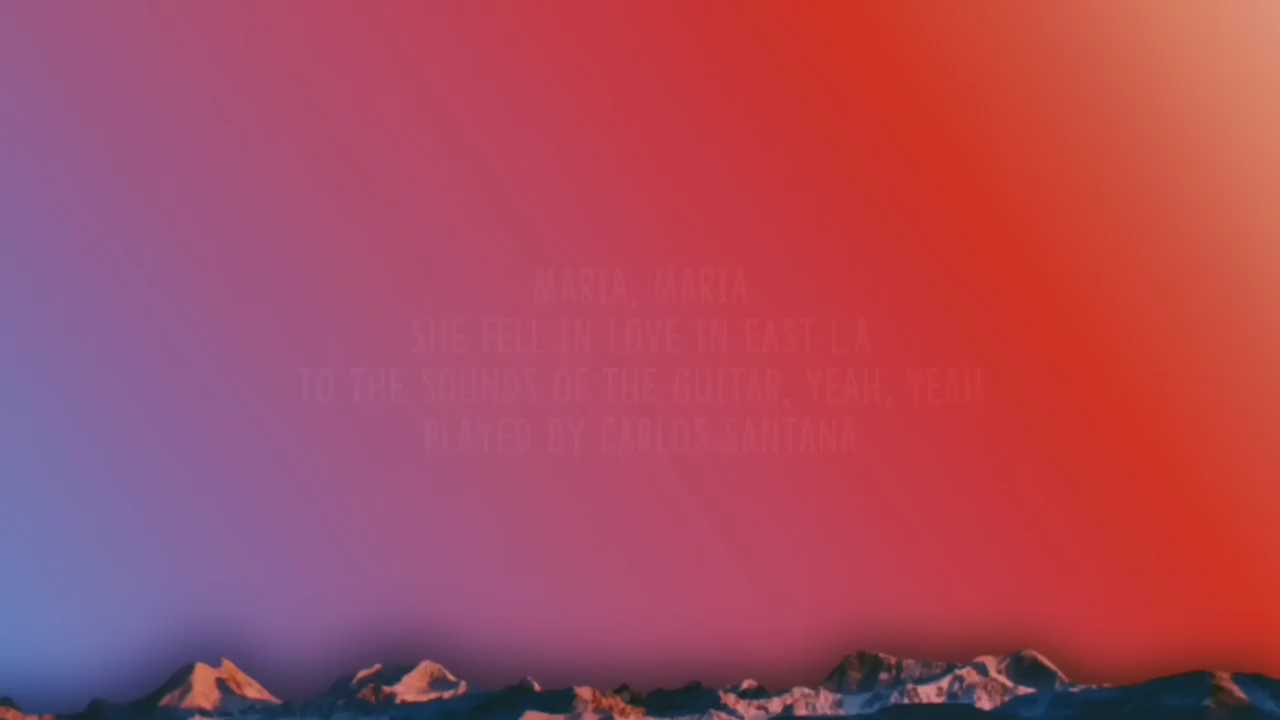 MARIA, MARIA
SHE FELL IN LOVE IN EAST L.A
TO THE SOUNDS OF THE GUITAR, YEAH, YEAH
PLAYED BY CARLOS SANTANA